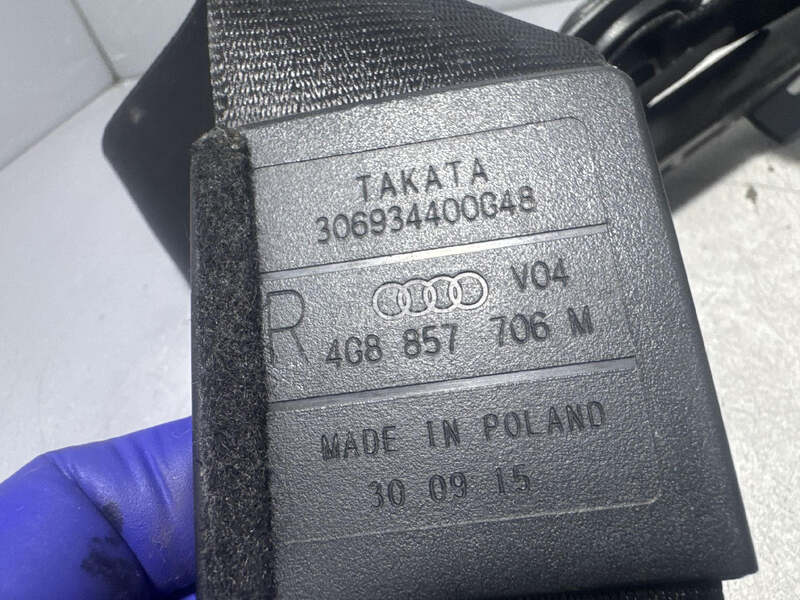 TAKATA
306934400G48
V04
R
4G8 857 706 M
MADE IN POLAND
30 09 15